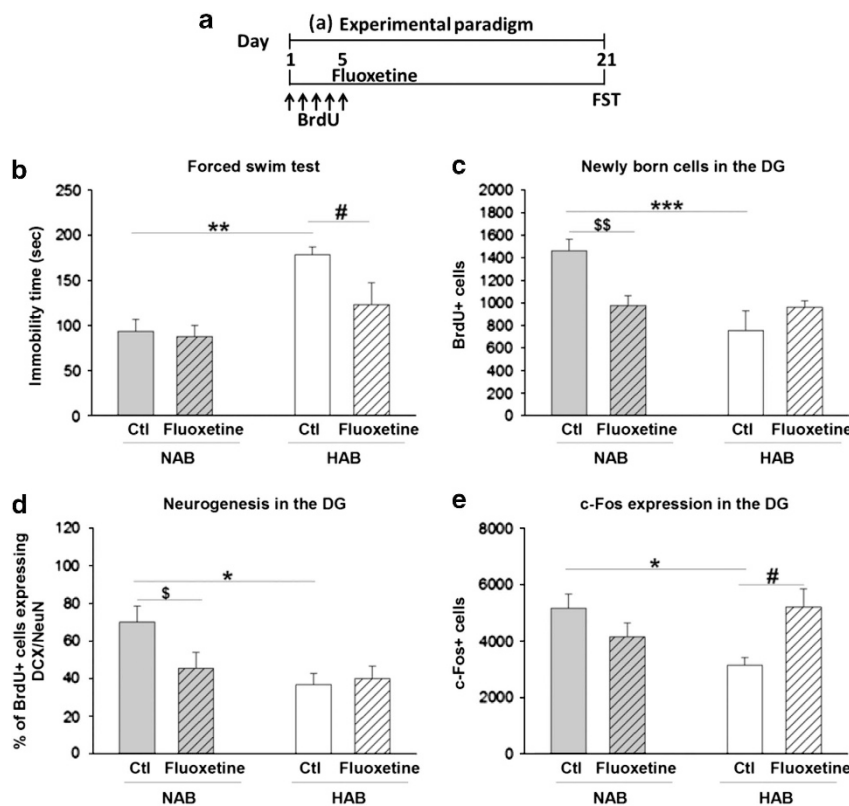 a
(a) Experimental paradigm
Day
1 5 21
Fluoxetine
BrdU
FST
b
Forced swim test
Immobility time (sec)
250
200
150
100
50
0
**
#
Ctl Fluoxetine Ctl Fluoxetine
NAB HAB
c
Newly born cells in the DG
BrdU+ cells
2000
1800
1600
1400
1200
1000
800
600
400
200
0
***
$$
Ctl Fluoxetine Ctl Fluoxetine
NAB HAB
d
Neurogenesis in the DG
% of BrdU+ cells expressing
DCX/NeuN
120
100
80
60
40
20
0
*
$
Ctl Fluoxetine Ctl Fluoxetine
NAB HAB
e
c-Fos expression in the DG
c-Fos+ cells
8000
6000
4000
2000
0
*
#
Ctl Fluoxetine Ctl Fluoxetine
NAB HAB